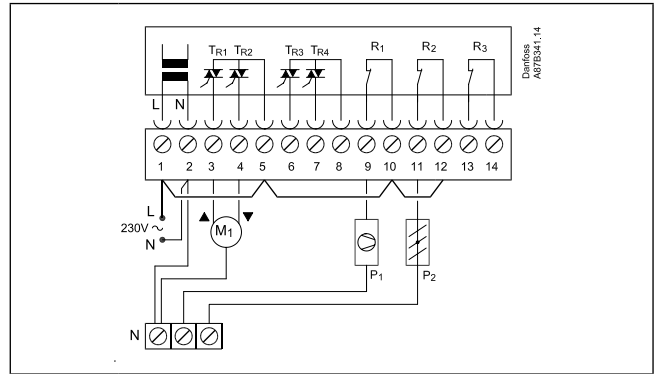 TR1 TR2 TR3 TR4 R1 R2 R3
Danfoss
A87B341.14
L N
1 2 3 4 5 6 7 8 9 10 11 12 13 14
L
230V ~
N
▲ M1 ▼
P1 P2
N